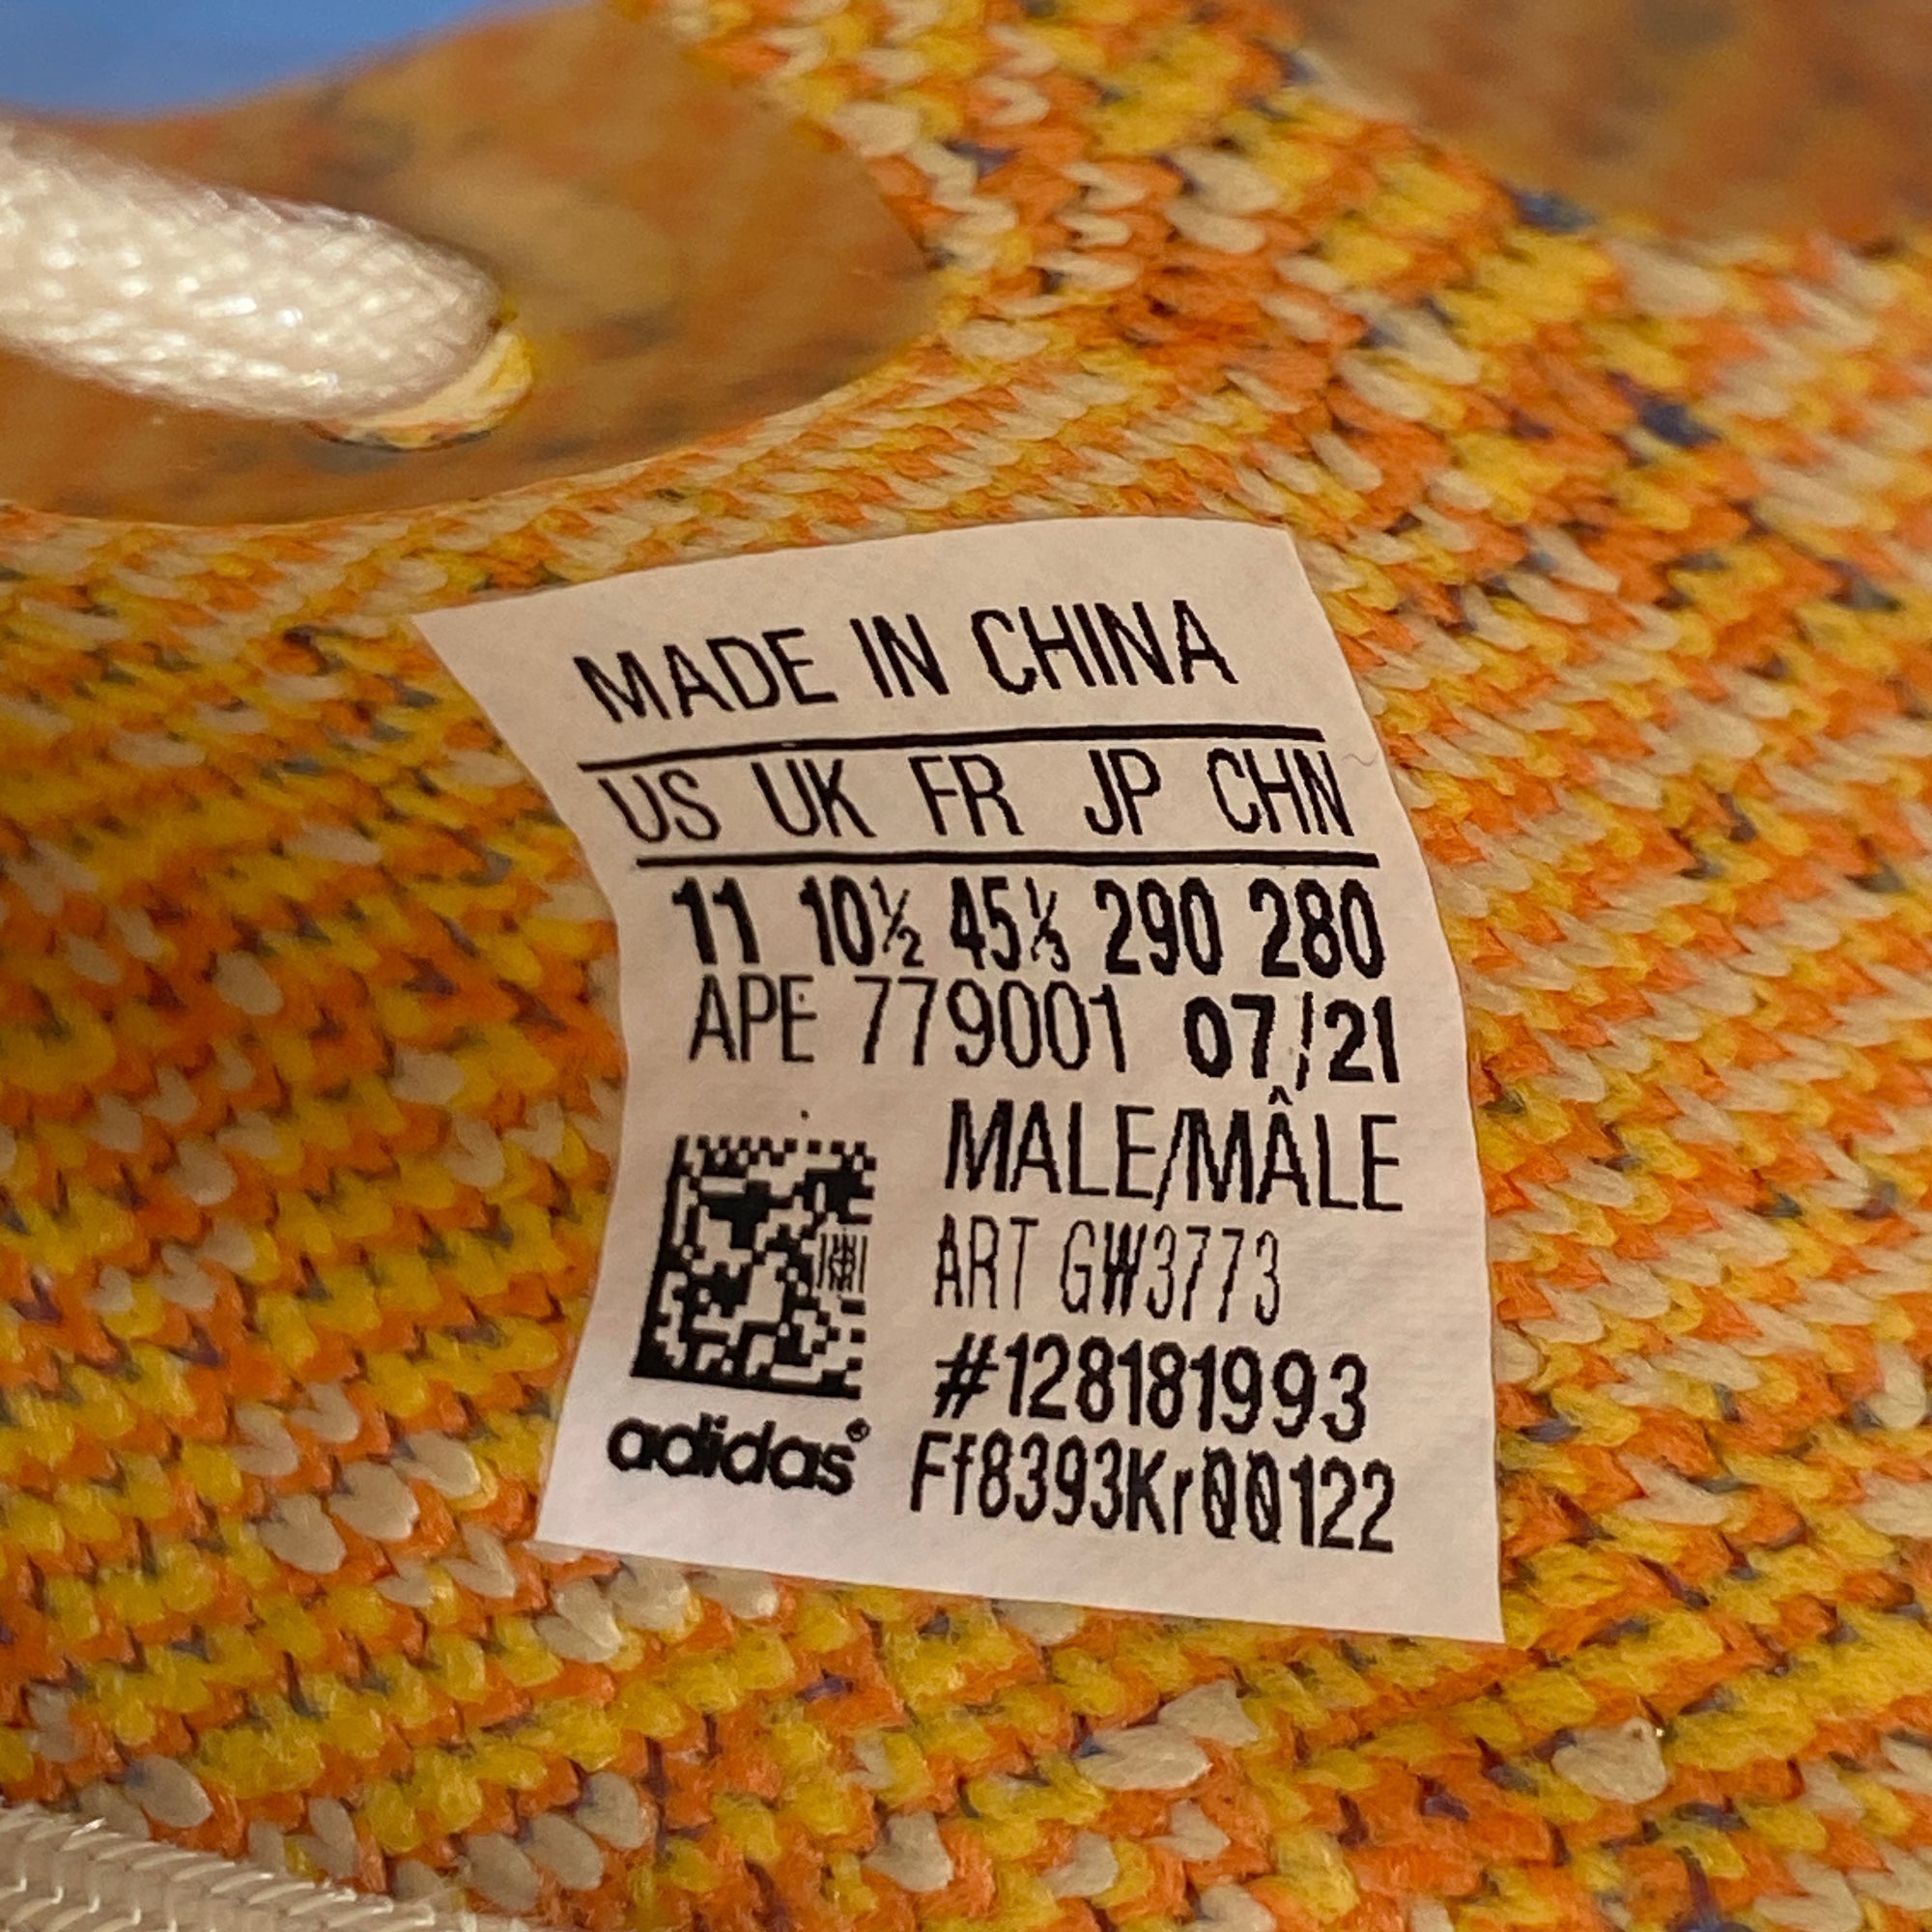 MADE IN CHINA
US UK FR JP CHN
11 10½ 45⅓ 290 280
APE 779001 07/21
MALE/MÂLE
ART GW3773
#128181993
adidas® Ff8393Kr00122